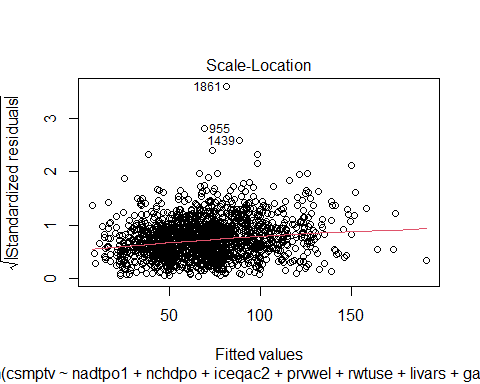 Scale-Location
√|Standardized residuals|
0
1
2
3
1861
955
1439
50
100
150
Fitted values
(csmptv ~ nadtpo1 + nchdpo + iceqac2 + prvwel + rwtuse + livars + ga